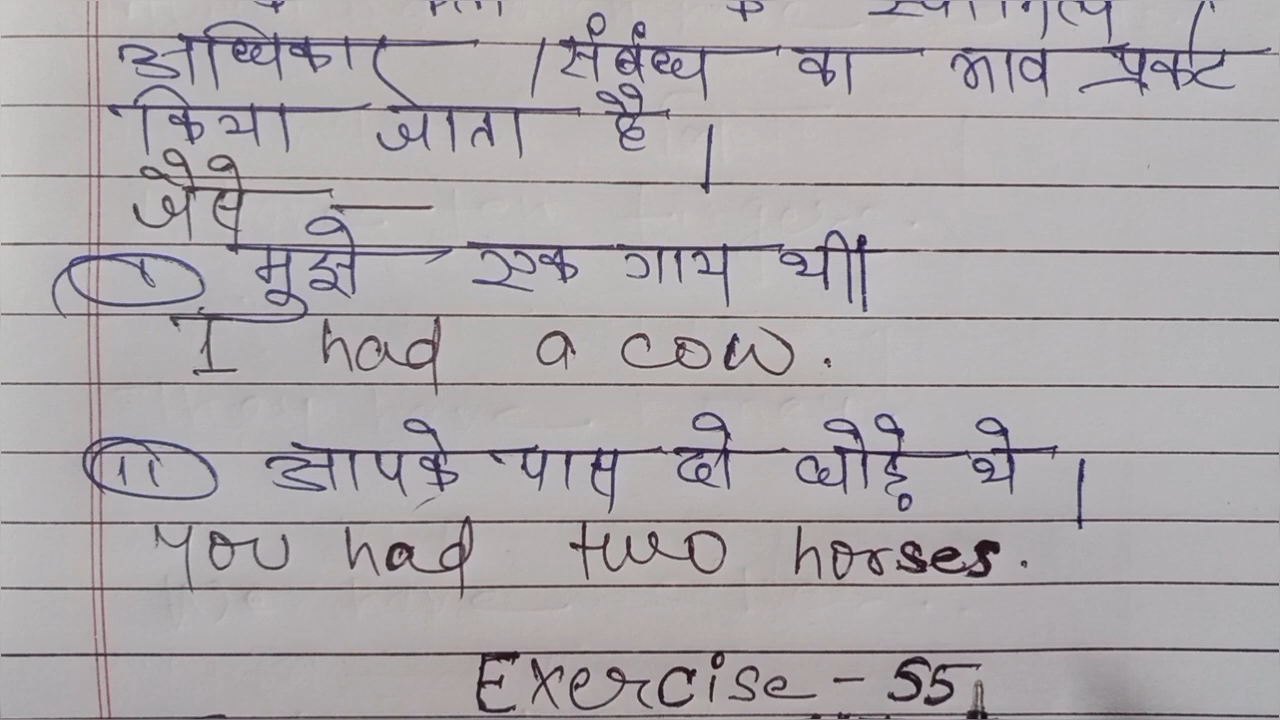 के स्वामित्व /
अधिकार / संबंध का भाव प्रकट
किया जाता है ।
जैसे —
(i) मुझे एक गाय थी।
I had a cow.
(ii) आपके पास दो घोड़े थे ।
You had two horses.
Exercise - 55